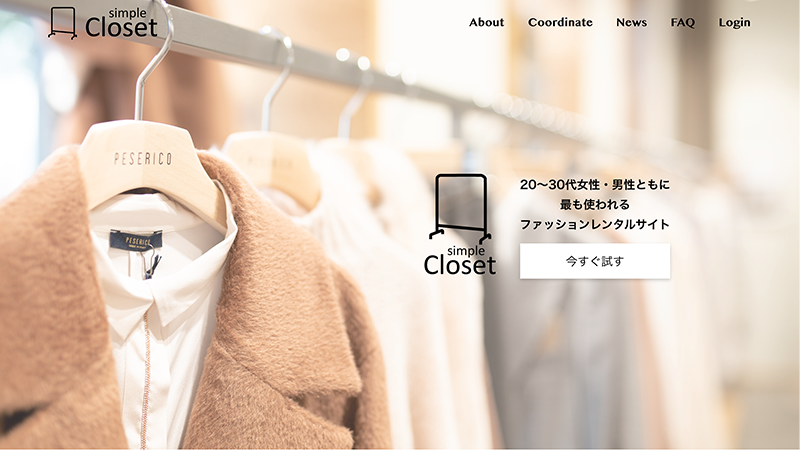 simple
Closet
About
Coordinate
News
FAQ
Login
PESERICO
PESERICO
20〜30代女性・男性ともに
最も使われる
ファッションレンタルサイト
simple
Closet
今すぐ試す